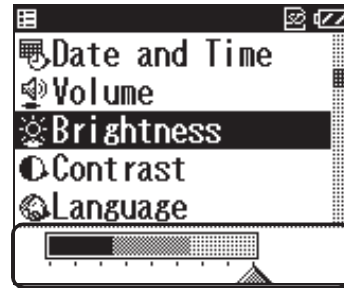 Date and Time
Volume
Brightness
Contrast
Language